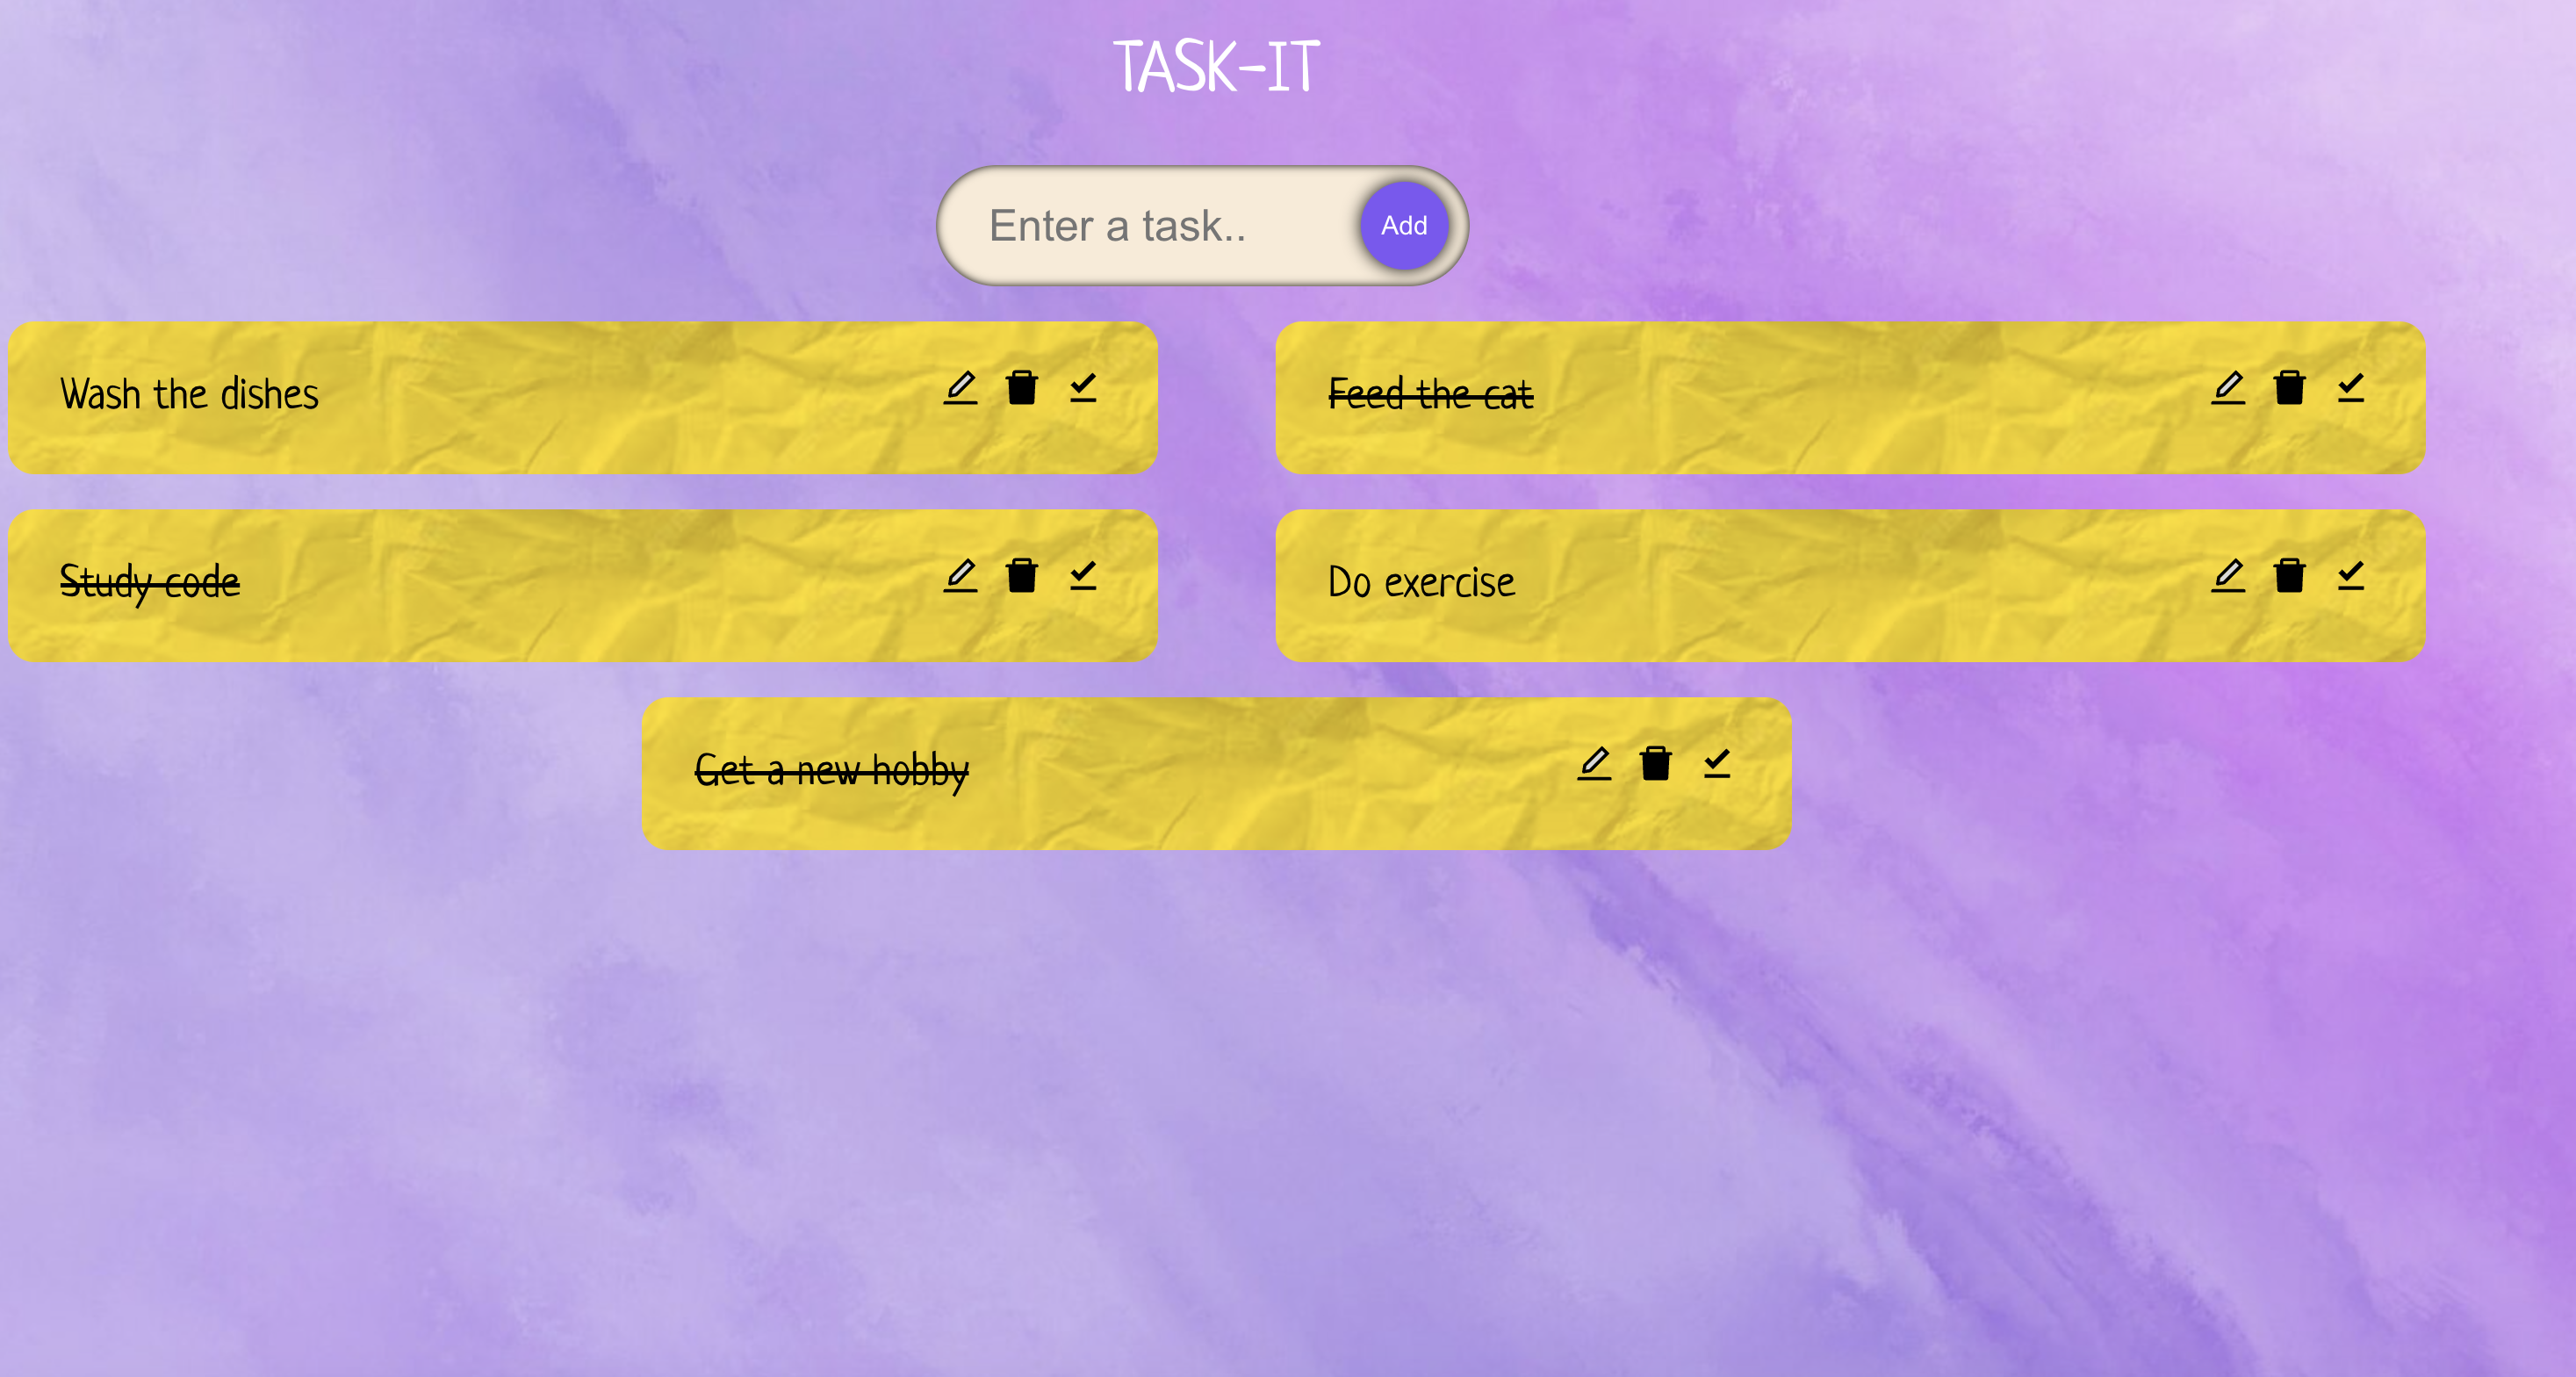 TASK-IT
Enter a task..
Add
Wash the dishes
Feed the cat
Study code
Do exercise
Get a new hobby